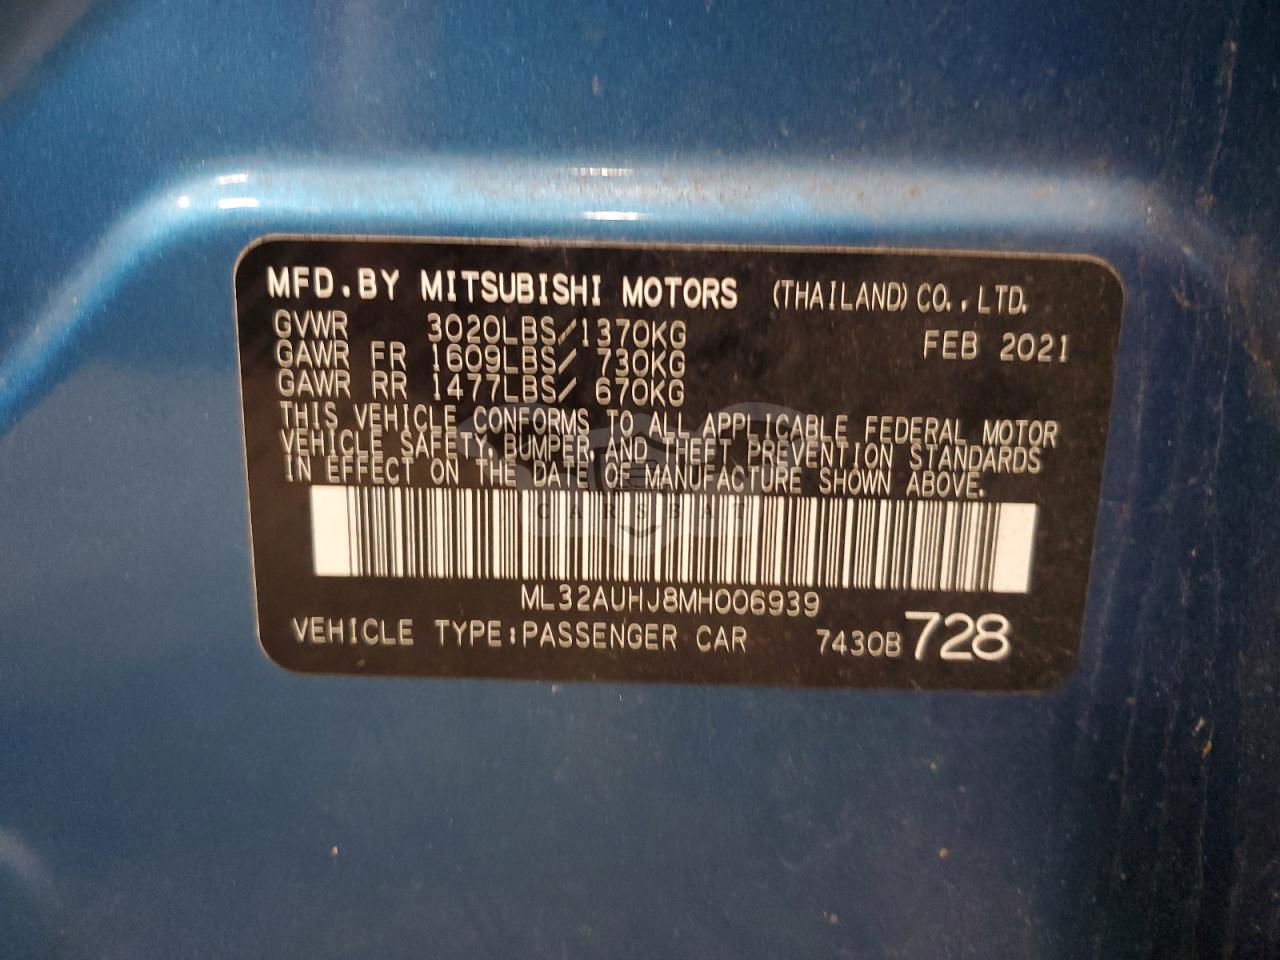 MFD.BY MITSUBISHI MOTORS (THAILAND) CO.,LTD.
GVWR 3020LBS/1370KG FEB 2021
GAWR FR 1609LBS/ 730KG
GAWR RR 1477LBS/ 670KG
THIS VEHICLE CONFORMS TO ALL APPLICABLE FEDERAL MOTOR
VEHICLE SAFETY, BUMPER, AND THEFT PREVENTION STANDARDS
IN EFFECT ON THE DATE OF MANUFACTURE SHOWN ABOVE.
CARSBAT
ML32AUHJ8MH006939
VEHICLE TYPE:PASSENGER CAR 7430B 728